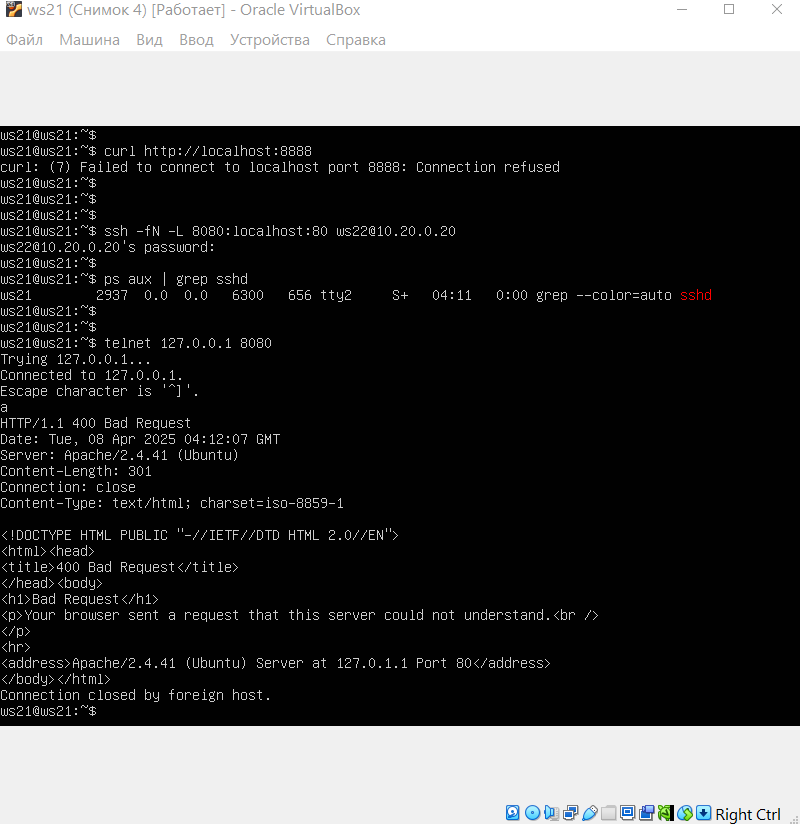 ws21 (Снимок 4) [Работает] - Oracle VirtualBox
Файл Машина Вид Ввод Устройства Справка
ws21@ws21:~$
ws21@ws21:~$ curl http://localhost:8888
curl: (7) Failed to connect to localhost port 8888: Connection refused
ws21@ws21:~$
ws21@ws21:~$
ws21@ws21:~$
ws21@ws21:~$ ssh -fN -L 8080:localhost:80 ws22@10.20.0.20
ws22@10.20.0.20's password:
ws21@ws21:~$
ws21@ws21:~$ ps aux | grep sshd
ws21        2937  0.0  0.0   6300   656 tty2     S+   04:11   0:00 grep --color=auto sshd
ws21@ws21:~$
ws21@ws21:~$
ws21@ws21:~$ telnet 127.0.0.1 8080
Trying 127.0.0.1...
Connected to 127.0.0.1.
Escape character is '^]'.
a
HTTP/1.1 400 Bad Request
Date: Tue, 08 Apr 2025 04:12:07 GMT
Server: Apache/2.4.41 (Ubuntu)
Content-Length: 301
Connection: close
Content-Type: text/html; charset=iso-8859-1

<!DOCTYPE HTML PUBLIC "-//IETF//DTD HTML 2.0//EN">
<html><head>
<title>400 Bad Request</title>
</head><body>
<h1>Bad Request</h1>
<p>Your browser sent a request that this server could not understand.<br />
</p>
<hr>
<address>Apache/2.4.41 (Ubuntu) Server at 127.0.1.1 Port 80</address>
</body></html>
Connection closed by foreign host.
ws21@ws21:~$
Right Ctrl